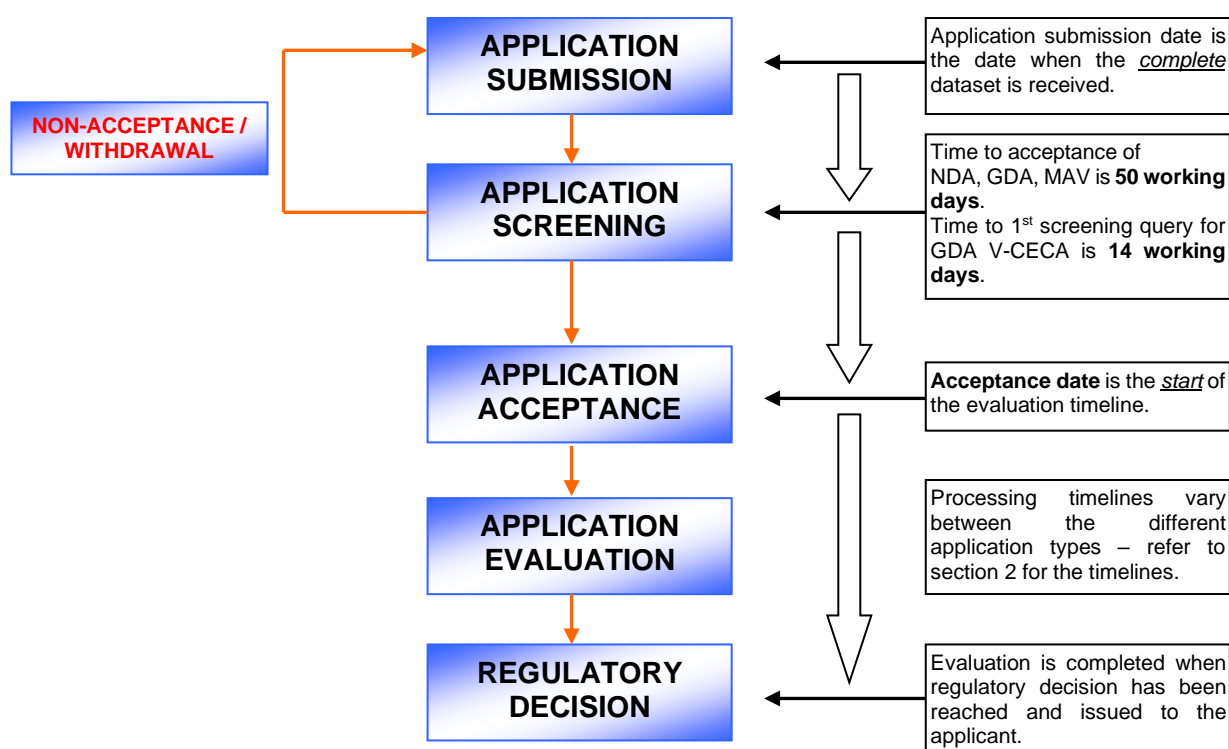 APPLICATION
SUBMISSION
Application submission date is
the date when the complete
dataset is received.
NON-ACCEPTANCE /
WITHDRAWAL
APPLICATION
SCREENING
Time to acceptance of
NDA, GDA, MAV is 50 working
days.
Time to 1st screening query for
GDA V-CECA is 14 working
days.
APPLICATION
ACCEPTANCE
Acceptance date is the start of
the evaluation timeline.
APPLICATION
EVALUATION
Processing timelines vary
between the different
application types – refer to
section 2 for the timelines.
REGULATORY
DECISION
Evaluation is completed when
regulatory decision has been
reached and issued to the
applicant.